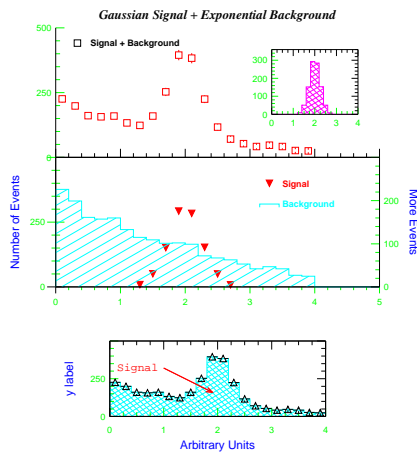 Gaussian Signal + Exponential Background
500
250
0
Signal + Background
300
200
100
0
0 1 2 3 4
Number of Events
250
0
Signal
Background
200
100
0
More Events
0 1 2 3 4 5
y label
250
0
Signal
0 1 2 3 4
Arbitrary Units
Arbitrary Units